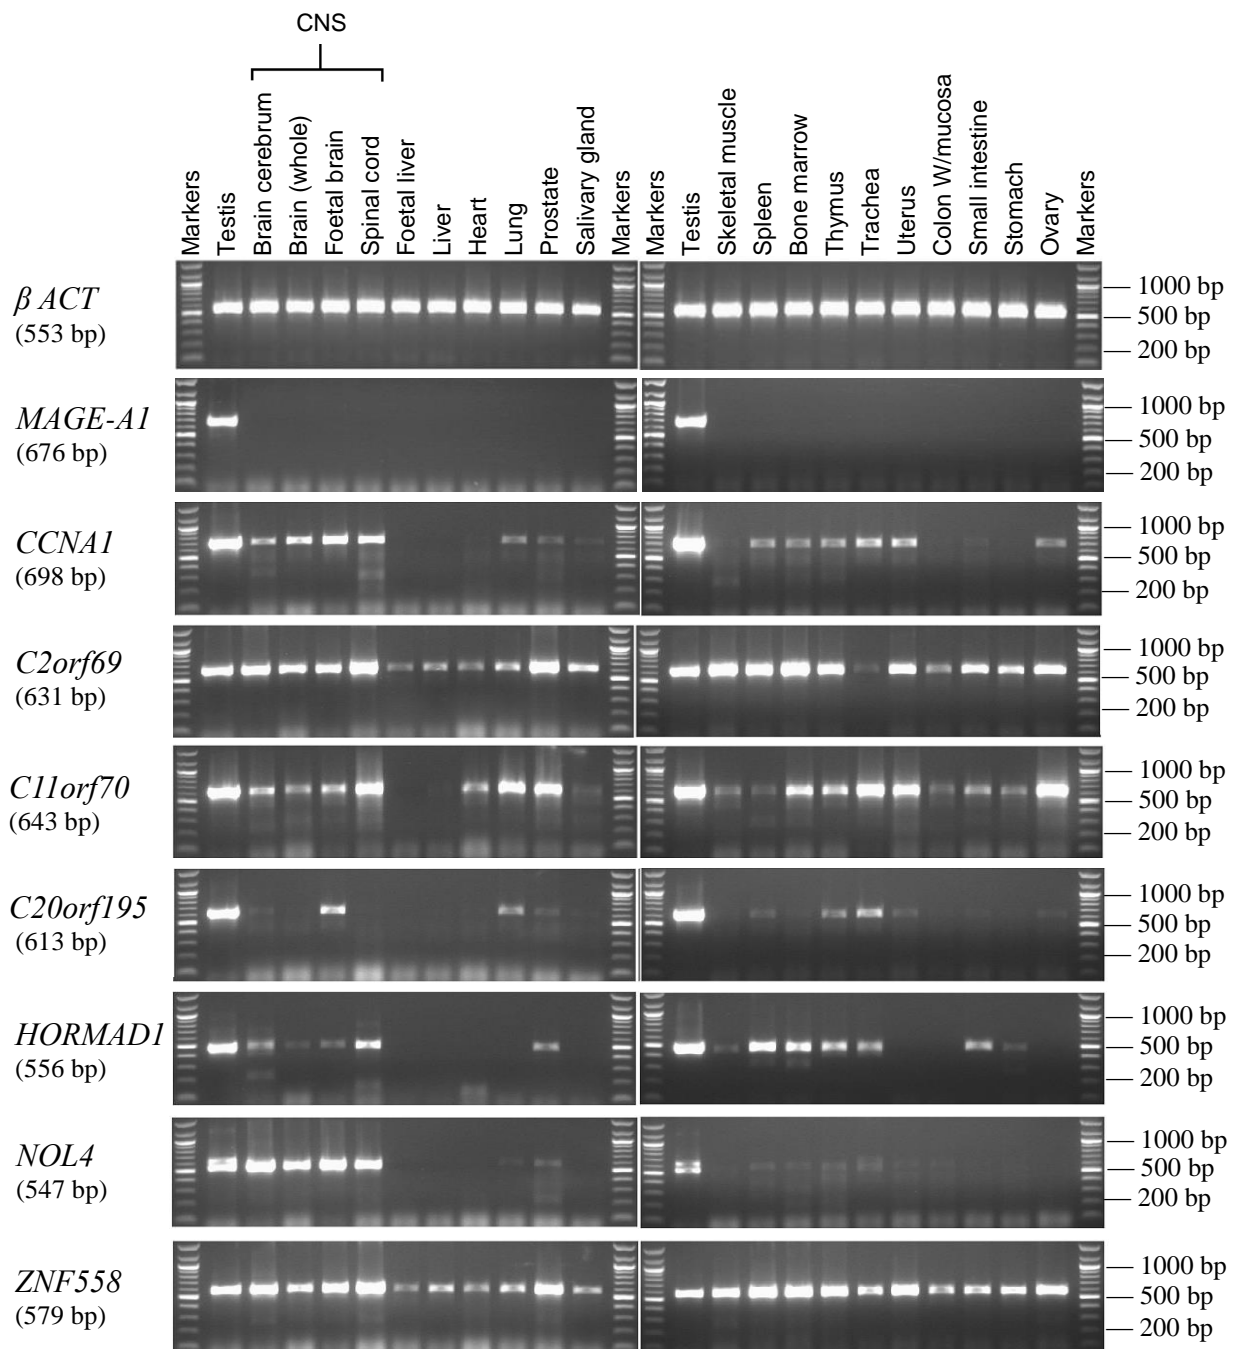 CNS
Markers
Testis
Brain cerebrum
Brain (whole)
Foetal brain
Spinal cord
Foetal liver
Liver
Heart
Lung
Prostate
Salivary gland
Markers
Markers
Testis
Skeletal muscle
Spleen
Bone marrow
Thymus
Trachea
Uterus
Colon W/mucosa
Small intestine
Stomach
Ovary
Markers
β ACT
(553 bp)
1000 bp
500 bp
200 bp
MAGE-A1
(676 bp)
1000 bp
500 bp
200 bp
CCNA1
(698 bp)
1000 bp
500 bp
200 bp
C2orf69
(631 bp)
1000 bp
500 bp
200 bp
C11orf70
(643 bp)
1000 bp
500 bp
200 bp
C20orf195
(613 bp)
1000 bp
500 bp
200 bp
HORMAD1
(556 bp)
1000 bp
500 bp
200 bp
NOL4
(547 bp)
1000 bp
500 bp
200 bp
ZNF558
(579 bp)
1000 bp
500 bp
200 bp